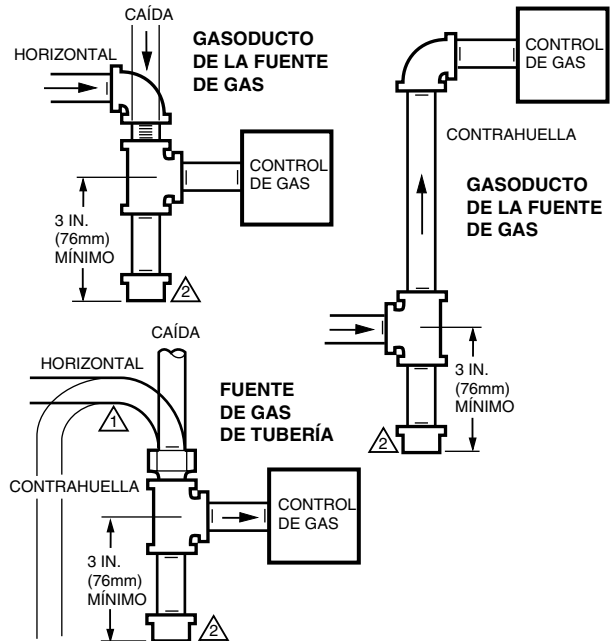 CAÍDA
HORIZONTAL
GASODUCTO
DE LA FUENTE
DE GAS
CONTROL
DE GAS
3 IN.
(76mm)
MÍNIMO
2
CONTROL
DE GAS
CONTRAHUELLA
GASODUCTO
DE LA FUENTE
DE GAS
3 IN.
(76mm)
MÍNIMO
2
CAÍDA
HORIZONTAL
1
FUENTE
DE GAS
DE TUBERÍA
CONTRAHUELLA
CONTROL
DE GAS
3 IN.
(76mm)
MÍNIMO
2